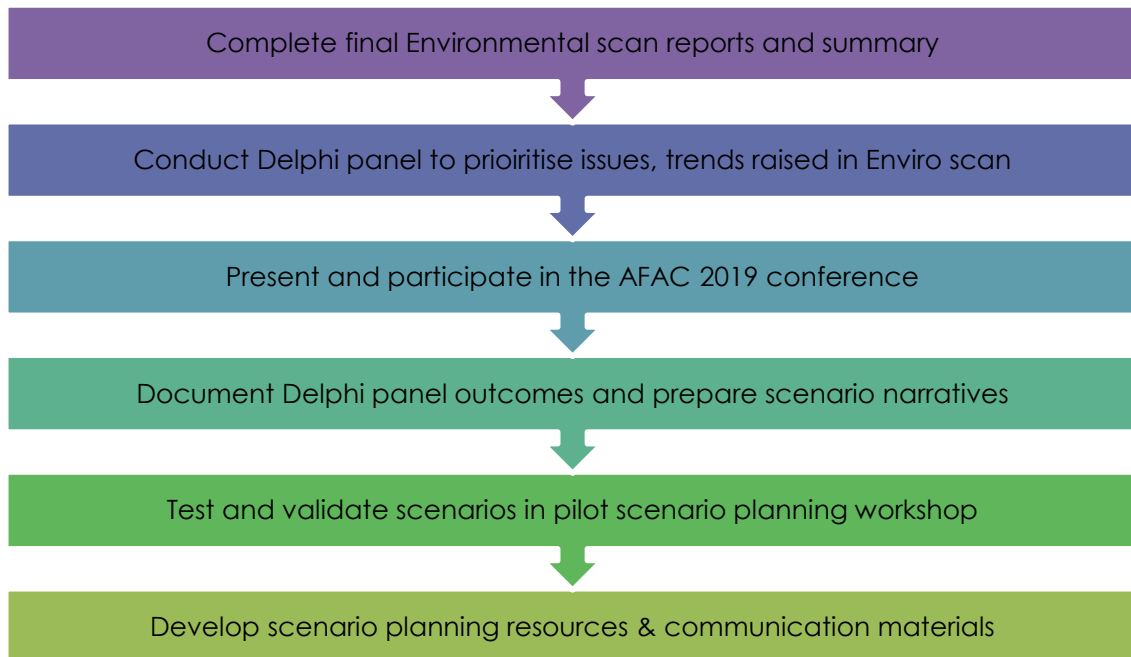 Complete final Environmental scan reports and summary
Conduct Delphi panel to prioiritise issues, trends raised in Enviro scan
Present and participate in the AFAC 2019 conference
Document Delphi panel outcomes and prepare scenario narratives
Test and validate scenarios in pilot scenario planning workshop
Develop scenario planning resources & communication materials